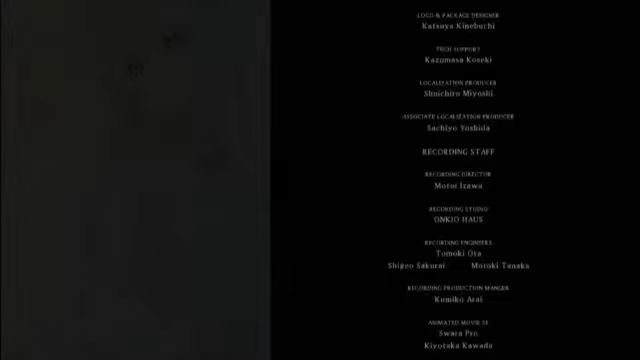 LOGO & PACKAGE DESIGNER
Katsuya Kinebuchi
TECH SUPPORT
Kazumasa Koseki
LOCALIZATION PRODUCER
Shuichiro Miyoshi
ASSOCIATE LOCALIZATION PRODUCER
Sachiyo Yoshida
RECORDING STAFF
RECORDING DIRECTOR
Motoi Izawa
RECORDING STUDIO
ONKIO HAUS
RECORDING ENGINEERS
Tomoki Ota
Shigeo Sakurai Motoki Tanaka
RECORDING PRODUCTION MANGER
Kumiko Arai
ANIMATED MOVIE
Kiyotaka Kawada